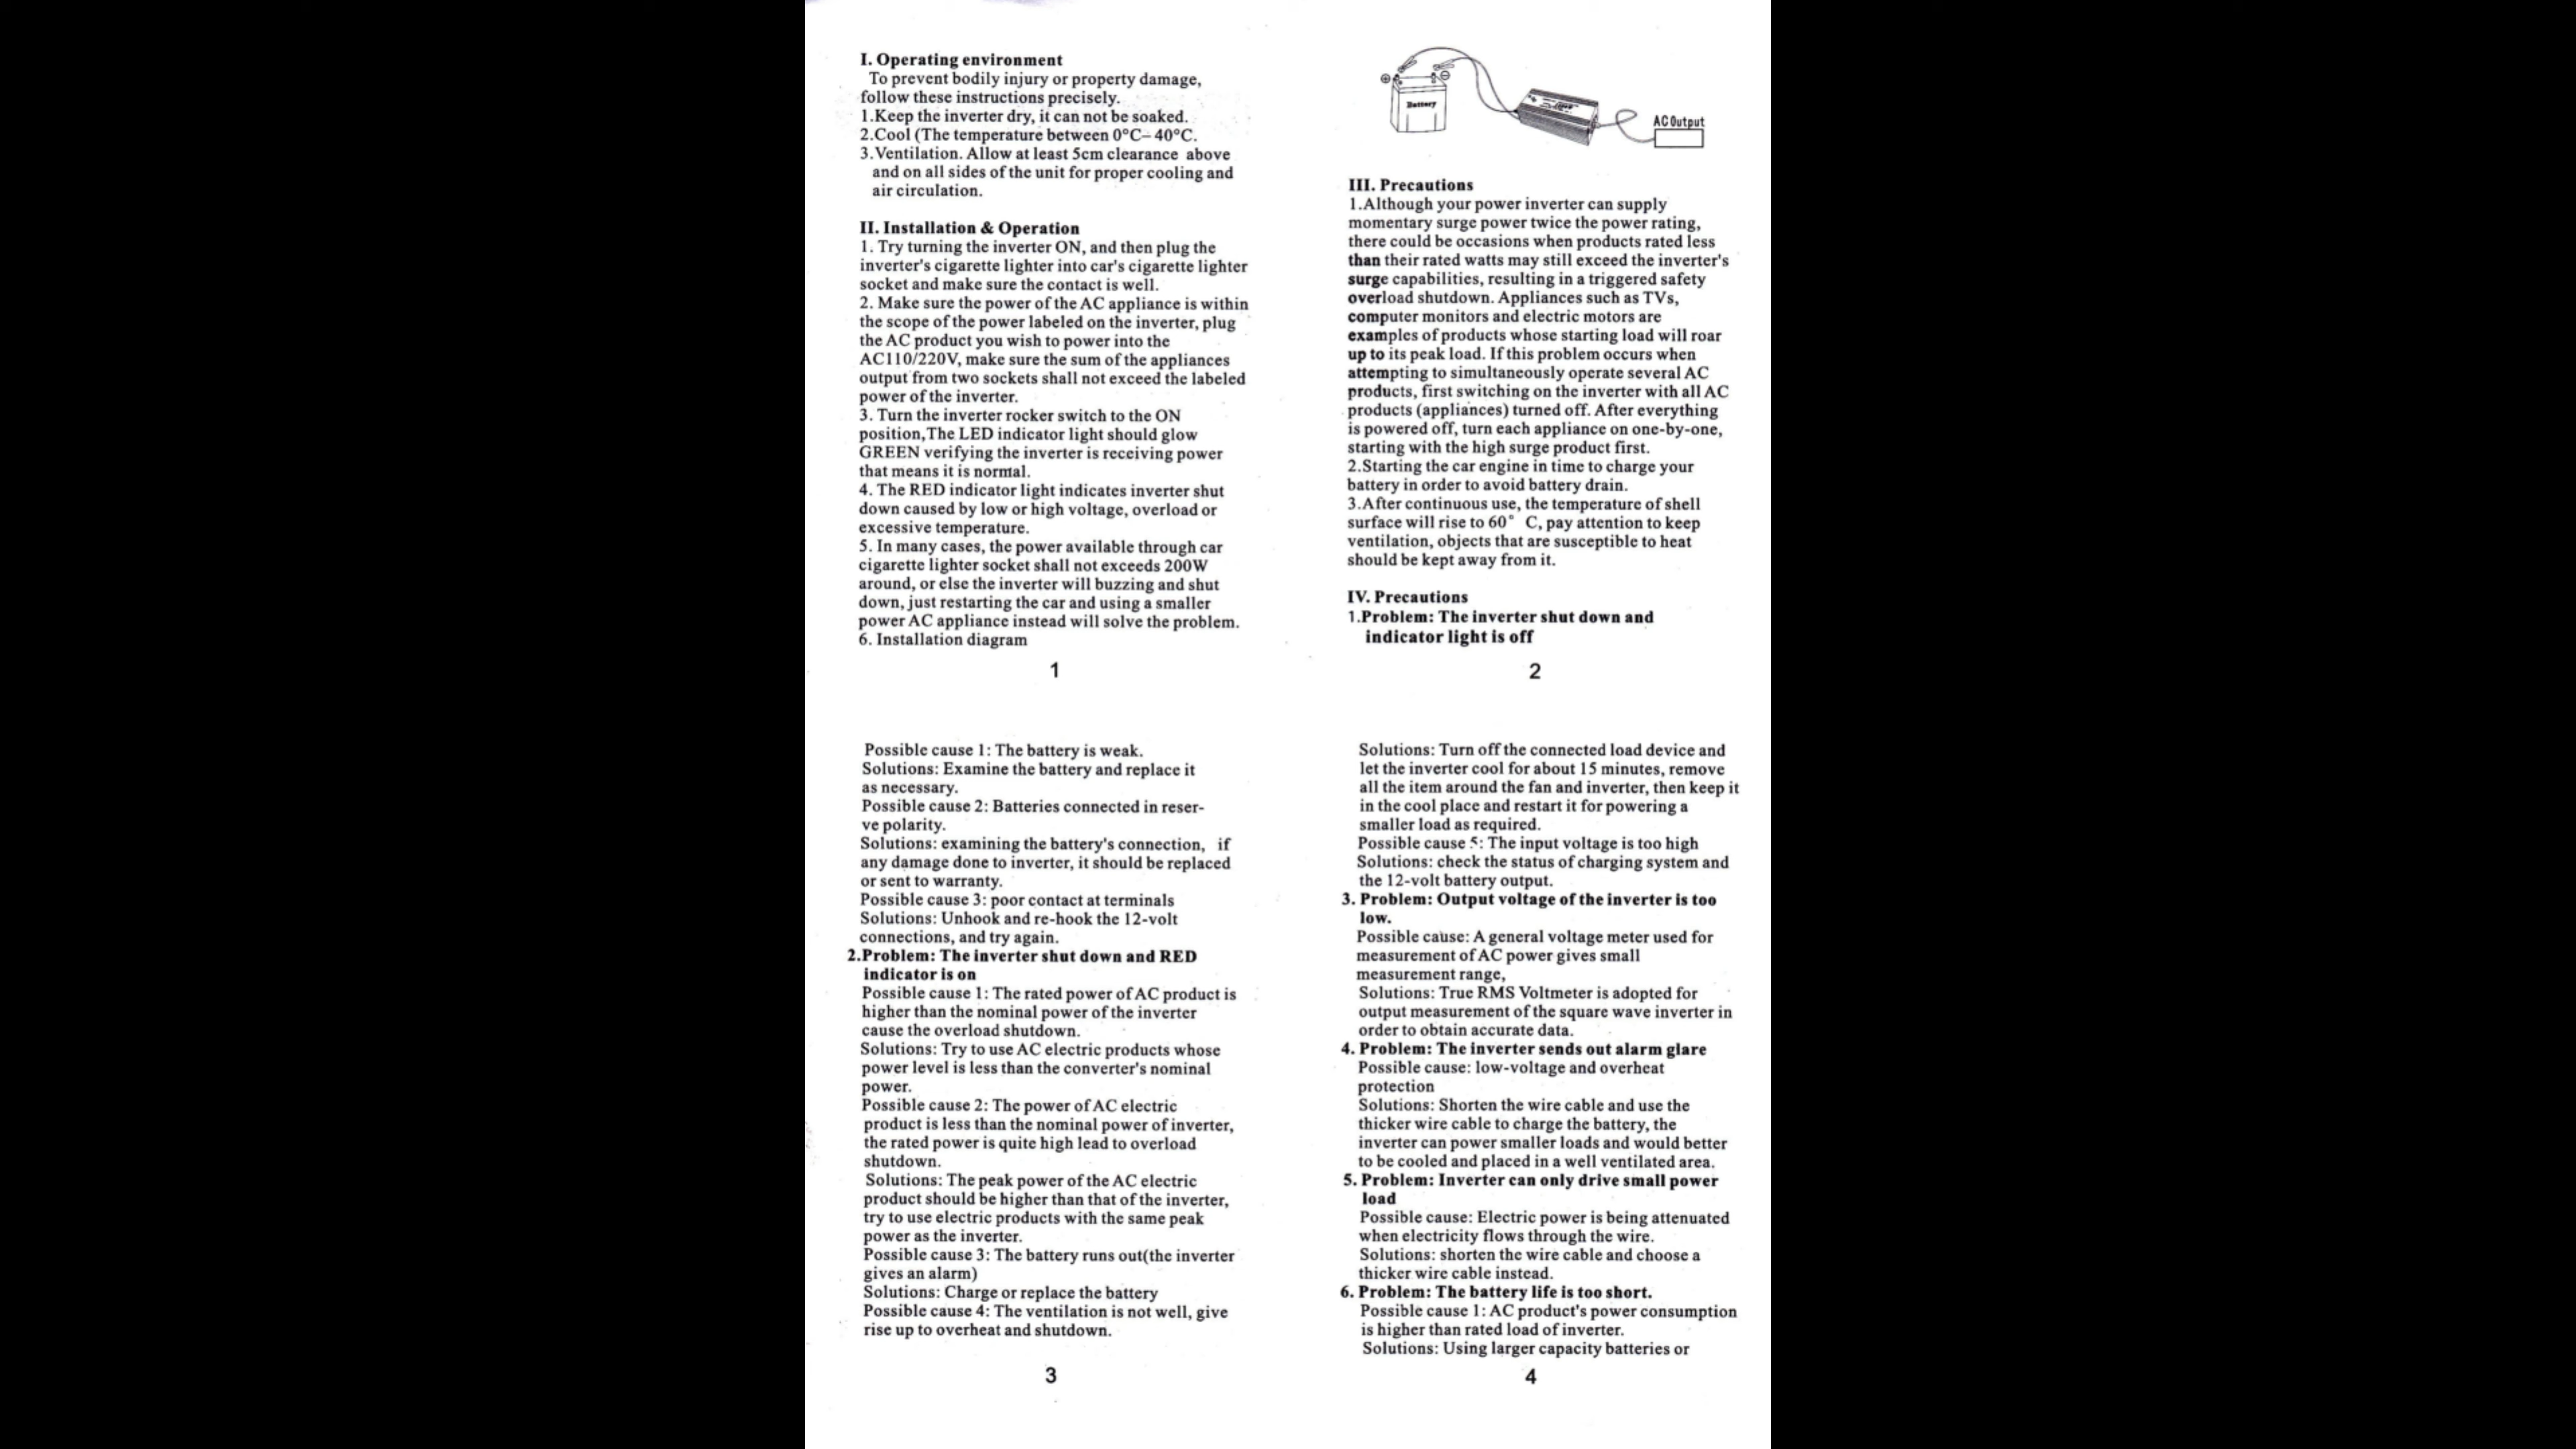 I. Operating environment
To prevent bodily injury or property damage,
follow these instructions precisely.
1.Keep the inverter dry, it can not be soaked.
2.Cool (The temperature between 0°C– 40°C.
3.Ventilation. Allow at least 5cm clearance above
and on all sides of the unit for proper cooling and
air circulation.
II. Installation & Operation
1. Try turning the inverter ON, and then plug the
inverter's cigarette lighter into car's cigarette lighter
socket and make sure the contact is well.
2. Make sure the power of the AC appliance is within
the scope of the power labeled on the inverter, plug
the AC product you wish to power into the
AC110/220V, make sure the sum of the appliances
output from two sockets shall not exceed the labeled
power of the inverter.
3. Turn the inverter rocker switch to the ON
position,The LED indicator light should glow
GREEN verifying the inverter is receiving power
that means it is normal.
4. The RED indicator light indicates inverter shut
down caused by low or high voltage, overload or
excessive temperature.
5. In many cases, the power available through car
cigarette lighter socket shall not exceeds 200W
around, or else the inverter will buzzing and shut
down, just restarting the car and using a smaller
power AC appliance instead will solve the problem.
6. Installation diagram
1
Battery
AC Output
III. Precautions
1.Although your power inverter can supply
momentary surge power twice the power rating,
there could be occasions when products rated less
than their rated watts may still exceed the inverter's
surge capabilities, resulting in a triggered safety
overload shutdown. Appliances such as TVs,
computer monitors and electric motors are
examples of products whose starting load will roar
up to its peak load. If this problem occurs when
attempting to simultaneously operate several AC
products, first switching on the inverter with all AC
products (appliances) turned off. After everything
is powered off, turn each appliance on one-by-one,
starting with the high surge product first.
2.Starting the car engine in time to charge your
battery in order to avoid battery drain.
3.After continuous use, the temperature of shell
surface will rise to 60° C, pay attention to keep
ventilation, objects that are susceptible to heat
should be kept away from it.
IV. Precautions
1.Problem: The inverter shut down and
indicator light is off
2
Possible cause 1: The battery is weak.
Solutions: Examine the battery and replace it
as necessary.
Possible cause 2: Batteries connected in reser-
ve polarity.
Solutions: examining the battery's connection, if
any damage done to inverter, it should be replaced
or sent to warranty.
Possible cause 3: poor contact at terminals
Solutions: Unhook and re-hook the 12-volt
connections, and try again.
2.Problem: The inverter shut down and RED
indicator is on
Possible cause 1: The rated power of AC product is
higher than the nominal power of the inverter
cause the overload shutdown.
Solutions: Try to use AC electric products whose
power level is less than the converter's nominal
power.
Possible cause 2: The power of AC electric
product is less than the nominal power of inverter,
the rated power is quite high lead to overload
shutdown.
Solutions: The peak power of the AC electric
product should be higher than that of the inverter,
try to use electric products with the same peak
power as the inverter.
Possible cause 3: The battery runs out(the inverter
gives an alarm)
Solutions: Charge or replace the battery
Possible cause 4: The ventilation is not well, give
rise up to overheat and shutdown.
3
Solutions: Turn off the connected load device and
let the inverter cool for about 15 minutes, remove
all the item around the fan and inverter, then keep it
in the cool place and restart it for powering a
smaller load as required.
Possible cause 5: The input voltage is too high
Solutions: check the status of charging system and
the 12-volt battery output.
3. Problem: Output voltage of the inverter is too
low.
Possible cause: A general voltage meter used for
measurement of AC power gives small
measurement range,
Solutions: True RMS Voltmeter is adopted for
output measurement of the square wave inverter in
order to obtain accurate data.
4. Problem: The inverter sends out alarm glare
Possible cause: low-voltage and overheat
protection
Solutions: Shorten the wire cable and use the
thicker wire cable to charge the battery, the
inverter can power smaller loads and would better
to be cooled and placed in a well ventilated area.
5. Problem: Inverter can only drive small power
load
Possible cause: Electric power is being attenuated
when electricity flows through the wire.
Solutions: shorten the wire cable and choose a
thicker wire cable instead.
6. Problem: The battery life is too short.
Possible cause 1: AC product's power consumption
is higher than rated load of inverter.
Solutions: Using larger capacity batteries or
4